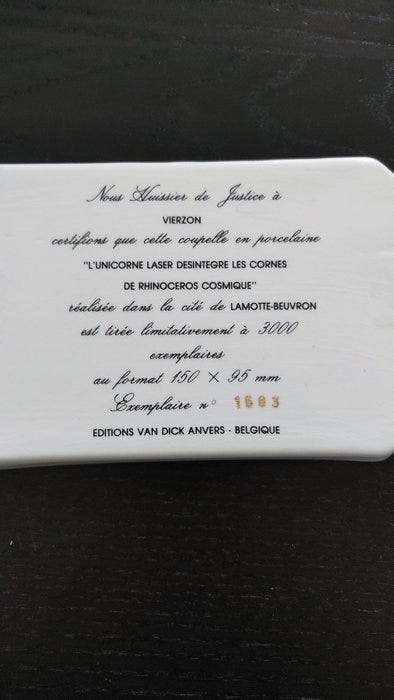 Nous Huissier de Justice à
VIERZON
certifions que cette coupelle en porcelaine
"L'UNICORNE LASER DESINTEGRE LES CORNES
DE RHINOCEROS COSMIQUE"
réalisée dans la cité de LAMOTTE-BEUVRON
est tirée limitativement à 3000
exemplaires
au format 150 X 95 mm
Exemplaire n° 1583
EDITIONS VAN DICK ANVERS - BELGIQUE